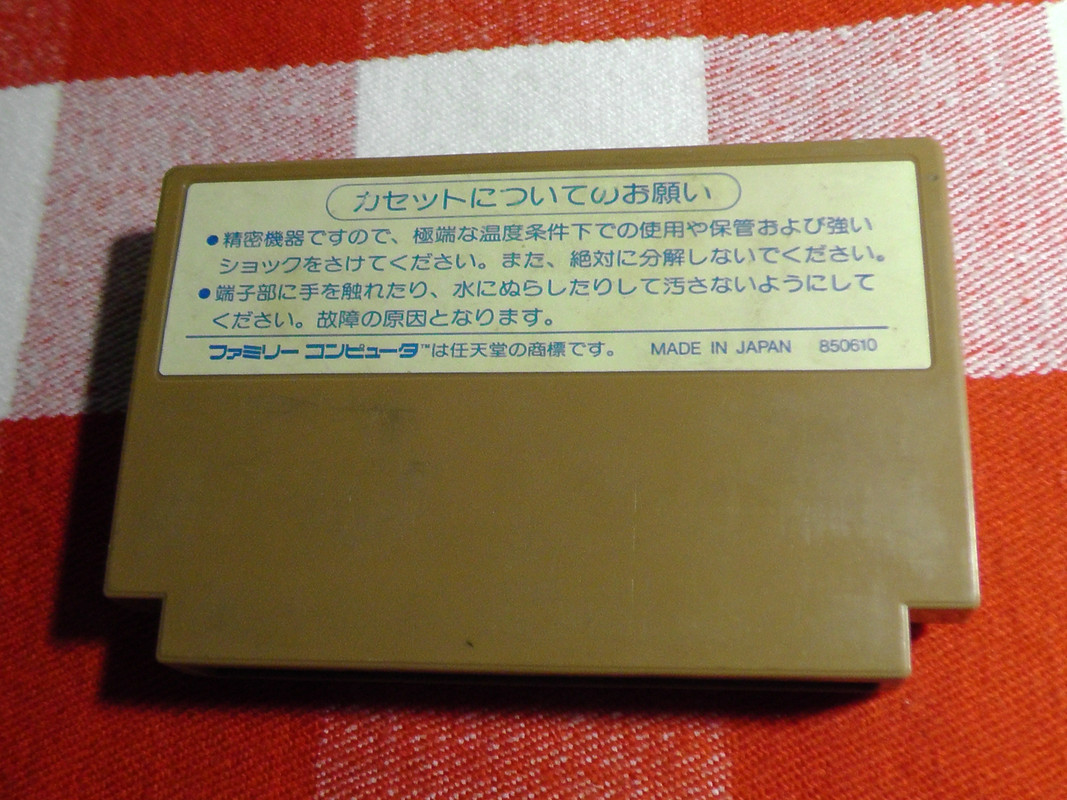 カセットについてのお願い
●精密機器ですので、極端な温度条件下での使用や保管および強い
ショックをさけてください。また、絶対に分解しないでください。
●端子部に手を触れたり、水にぬらしたりして汚さないようにして
ください。故障の原因となります。
ファミリー コンピュータ™は任天堂の商標です。 MADE IN JAPAN 850610